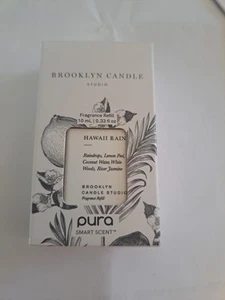 BROOKLYN CANDLE
STUDIO
Fragrance Refill
10 mL | 0.33 fl oz
HAWAII RAIN
Raindrops, Lemon Peel,
Coconut Water, White
Woods, River Jasmine
BROOKLYN
CANDLE STUDIO
Fragrance Refill
pura
SMART SCENT™